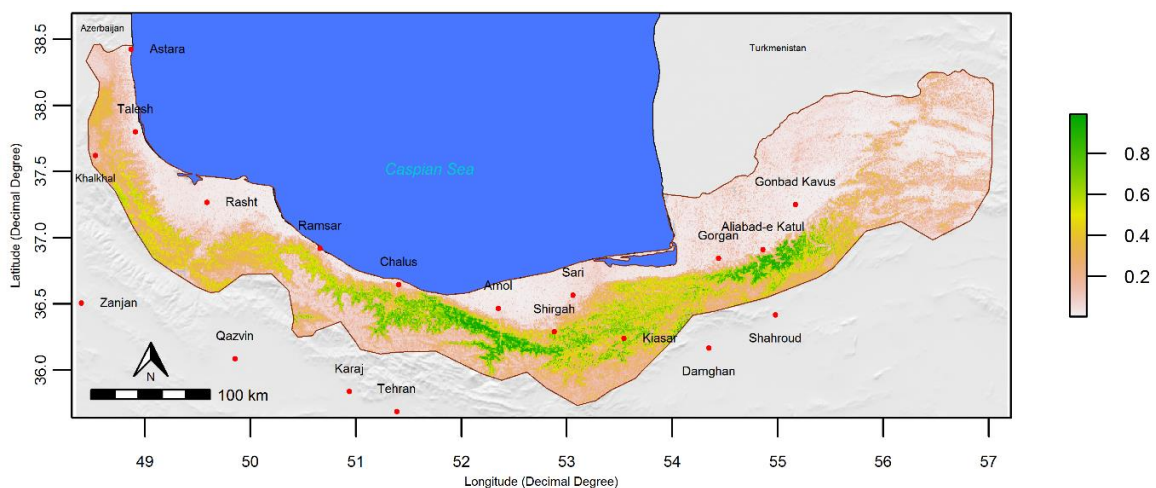 Azerbaijan
Astara
Turkmenistan
Talesh
Khalkhal
Caspian Sea
Gonbad Kavus
Rasht
Aliabad-e Katul
Ramsar
Gorgan
Chalus
Sari
Amol
Zanjan
Shirgah
Qazvin
Kiasar
Shahroud
Damghan
Karaj
Tehran
N
100 km
38.5
38.0
37.5
37.0
36.5
36.0
Latitude (Decimal Degree)
49 50 51 52 53 54 55 56 57
Longitude (Decimal Degree)
0.8
0.6
0.4
0.2